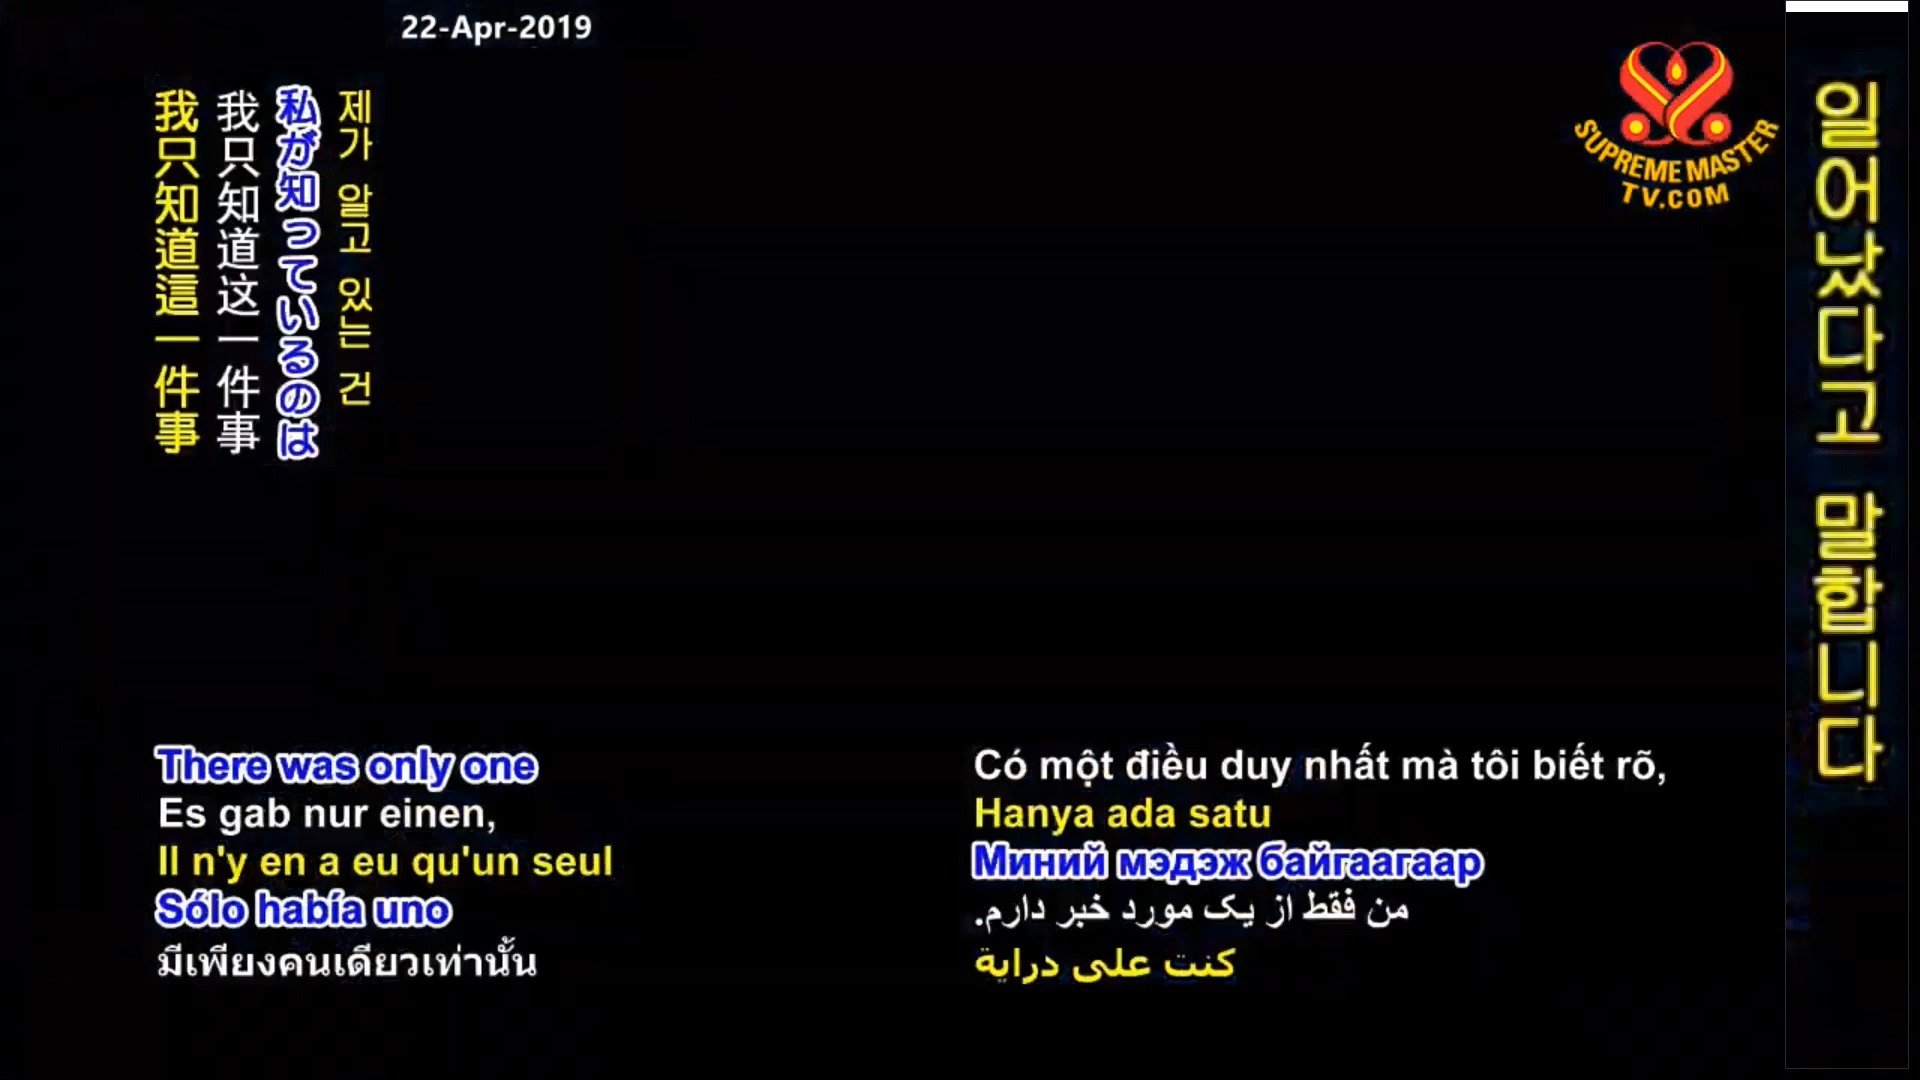 22-Apr-2019
SUPREME MASTER
TV.COM
我只知道這一件事
我只知道这一件事
私が知っているのは
제가 알고 있는 건
일어났다고 말합니다
There was only one
Es gab nur einen,
Il n'y en a eu qu'un seul
Sólo había uno
มีเพียงคนเดียวเท่านั้น
Có một điều duy nhất mà tôi biết rõ,
Hanya ada satu
Миний мэдэж байгаагаар
من فقط از یک مورد خبر دارم.
كنت على دراية